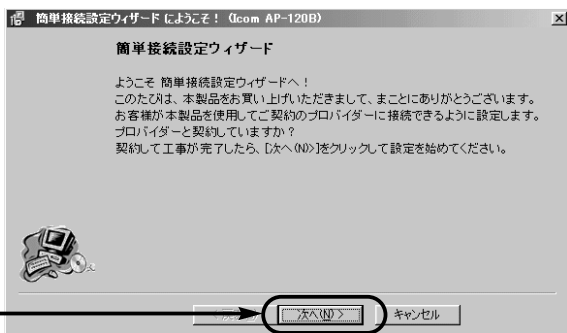 簡単接続設定ウィザード にようこそ！ (Icom AP-120B)
簡単接続設定ウィザード
ようこそ 簡単接続設定ウィザードへ！
このたびは、本製品をお買い上げいただきまして、まことにありがとうございます。
お客様が本製品を使用してご契約のプロバイダーに接続できるように設定します。
プロバイダーと契約していますか？
契約して工事が完了したら、[次へ(N)>]をクリックして設定を始めてください。
次へ(N) >
キャンセル